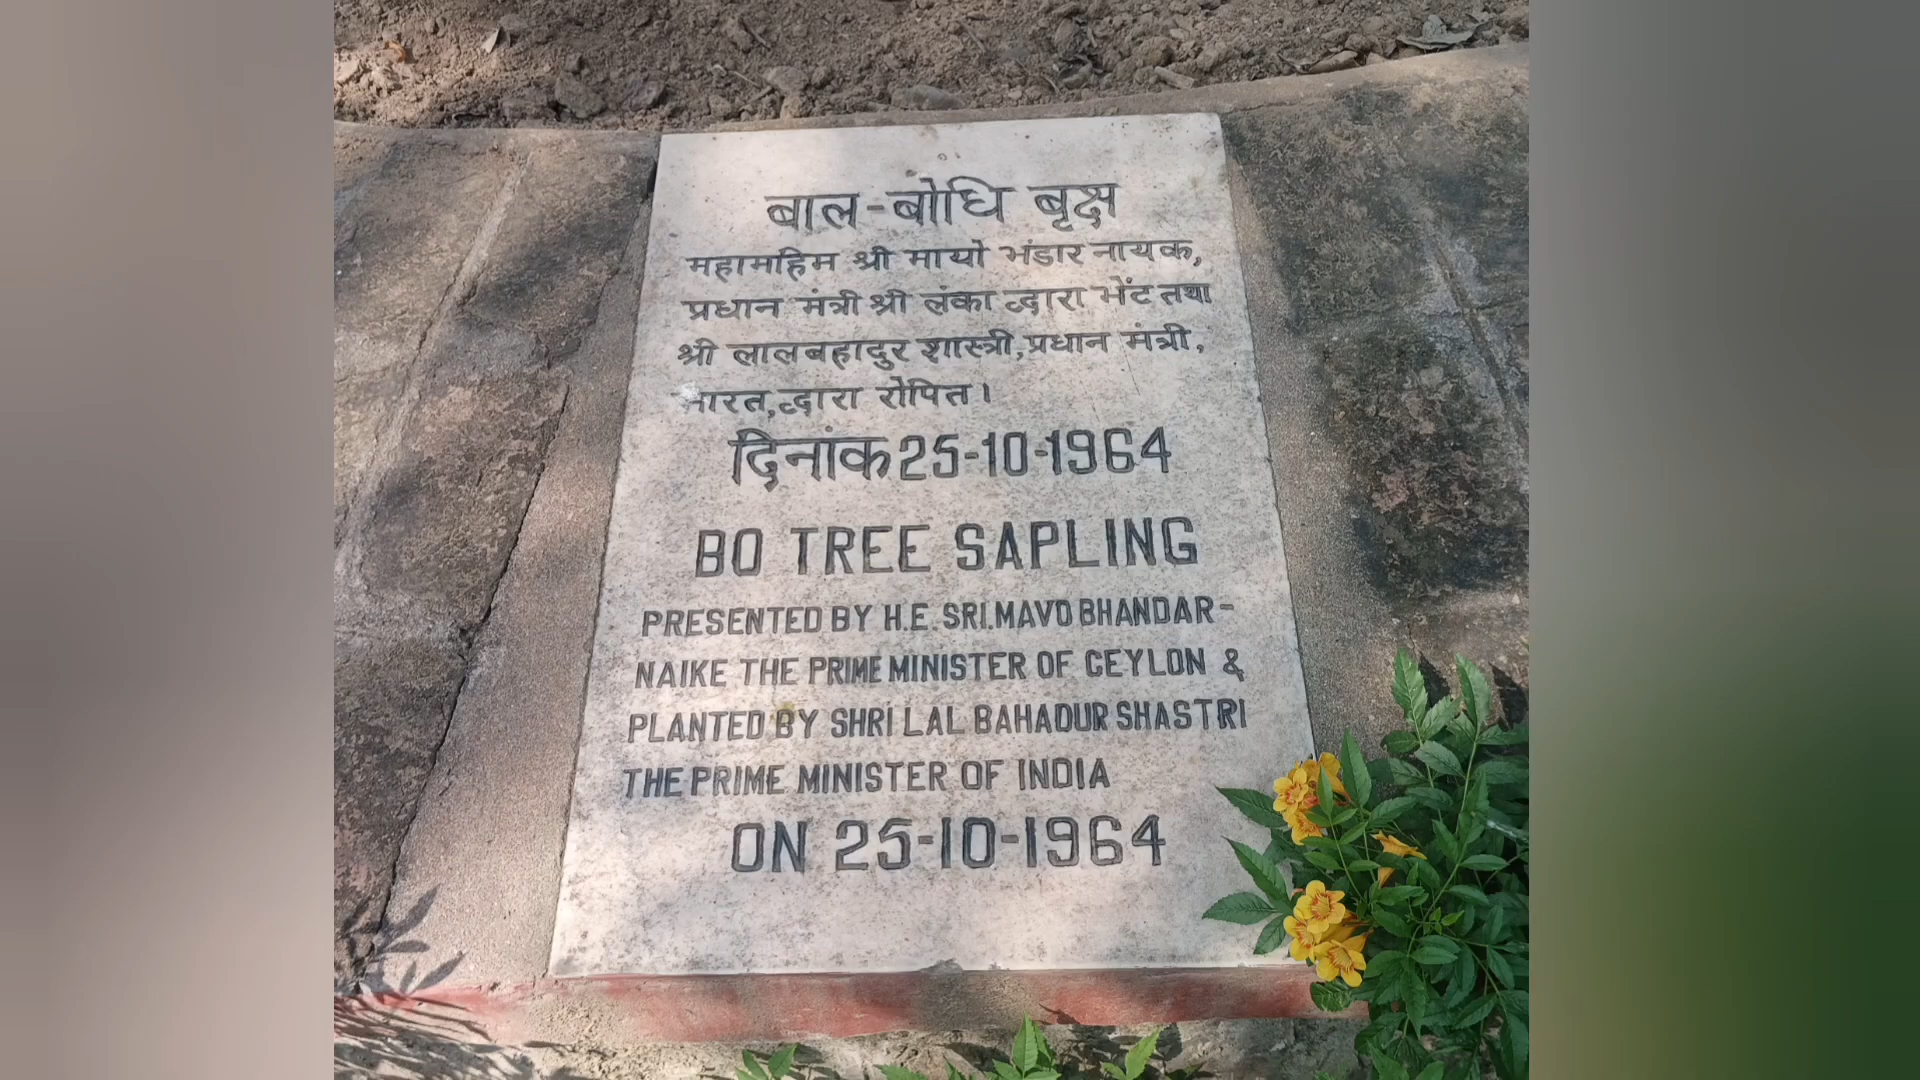 बाल-बोधि बृक्ष
महामहिम श्री मायो भंडार नायक,
प्रधान मंत्री श्री लंका द्वारा भेंट तथा
श्री लालबहादुर शास्त्री, प्रधान मंत्री,
भारत, द्वारा रोपित।
दिनांक 25-10-1964
BO TREE SAPLING
PRESENTED BY H.E. SRI.MAVO BHANDAR-
NAIKE THE PRIME MINISTER OF CEYLON &
PLANTED BY SHRI LAL BAHADUR SHASTRI
THE PRIME MINISTER OF INDIA
ON 25-10-1964